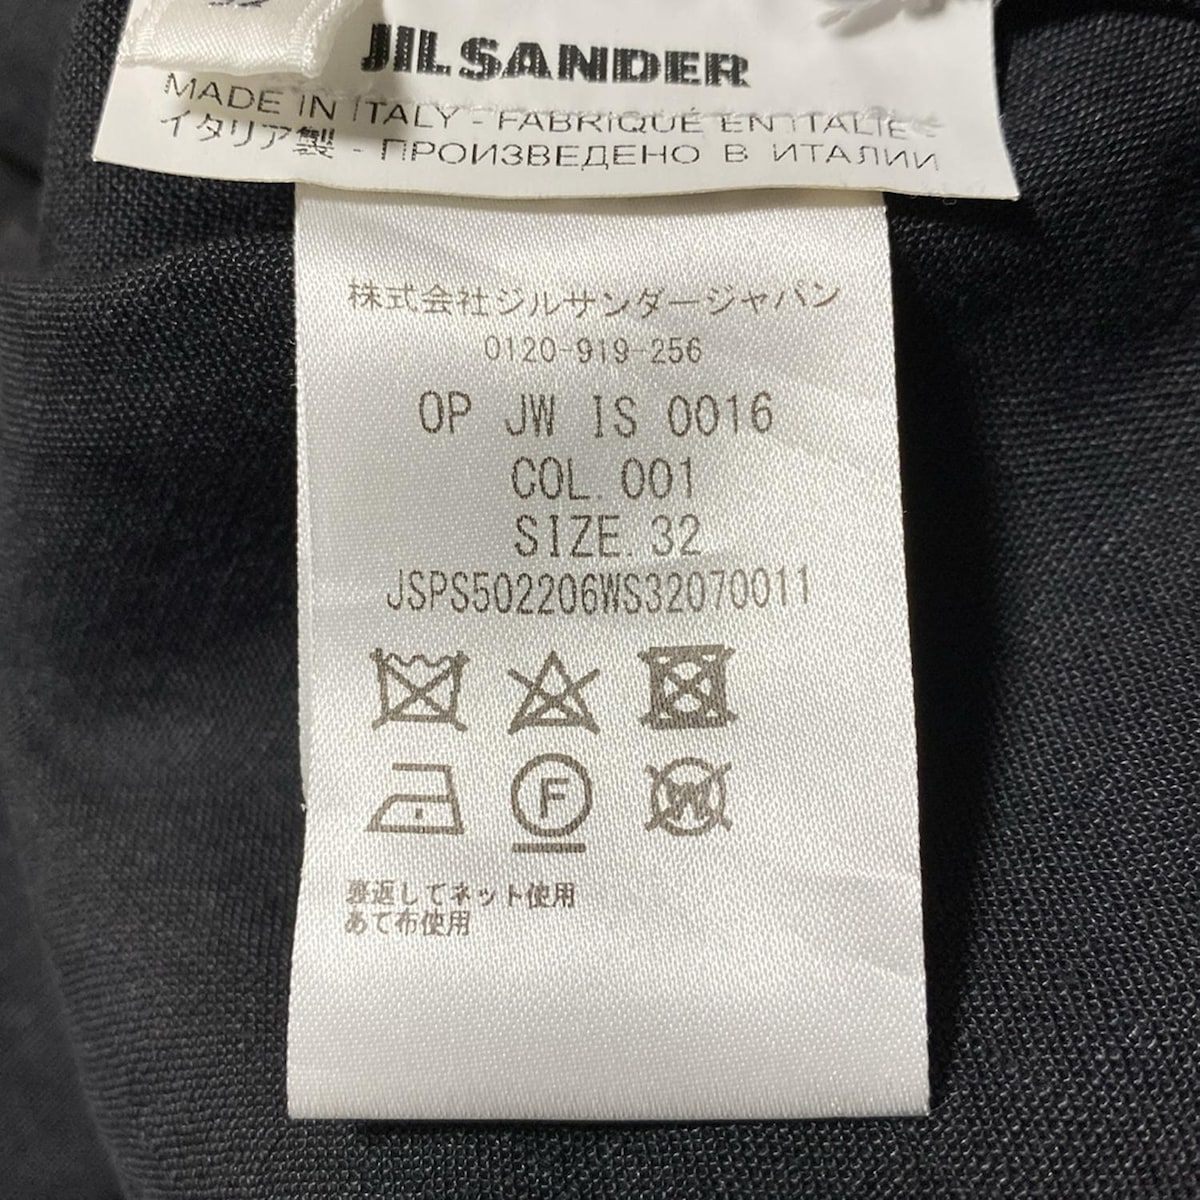 JILSANDER
MADE IN ITALY - FABRIQUÉ EN ITALIE -
イタリア製 - ПРОИЗВЕДЕНО В ИТАЛИИ
株式会社ジルサンダージャパン
0120-919-256
OP JW IS 0016
COL. 001
SIZE. 32
JSPS502206WS32070011
F
W
裏返してネット使用
あて布使用